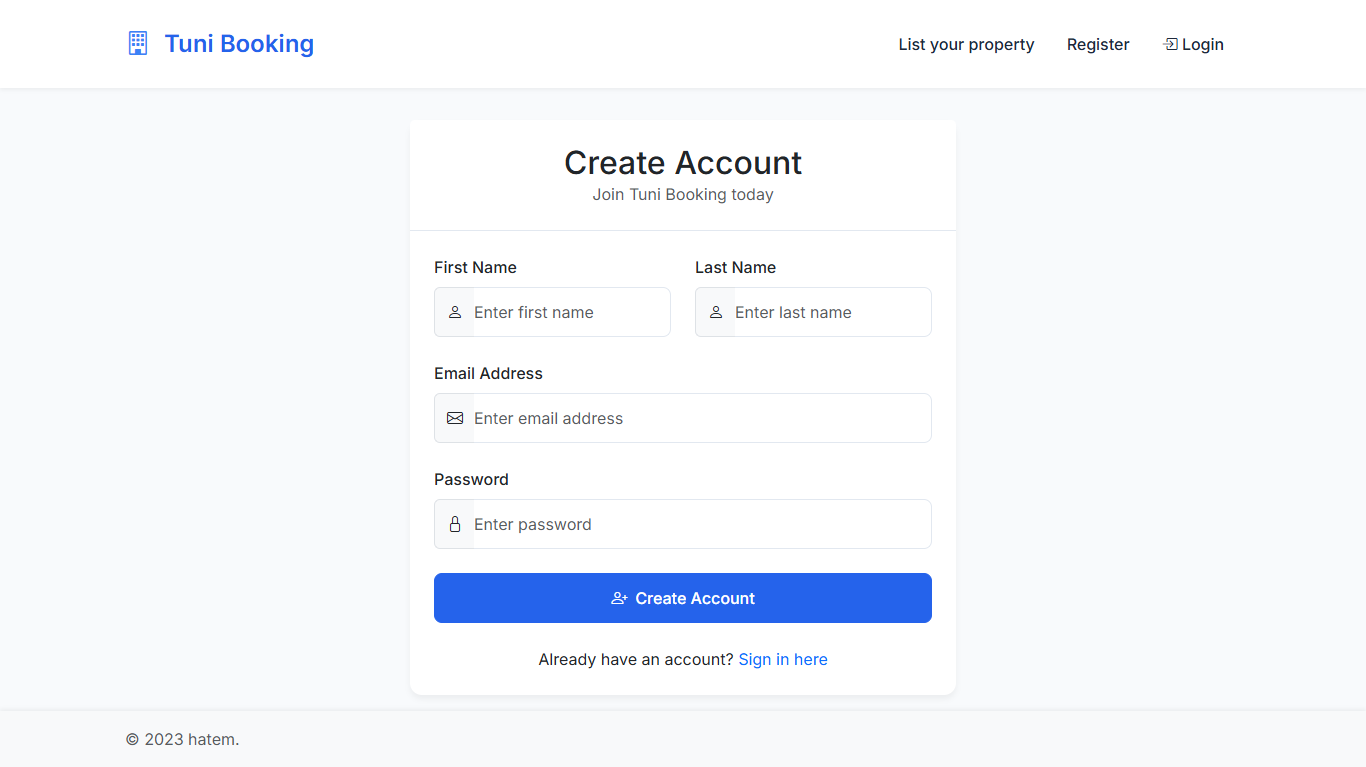 Tuni Booking
List your property
Register
Login
Create Account
Join Tuni Booking today
First Name
Last Name
Enter first name
Enter last name
Email Address
Enter email address
Password
Enter password
Create Account
Already have an account? Sign in here
© 2023 hatem.